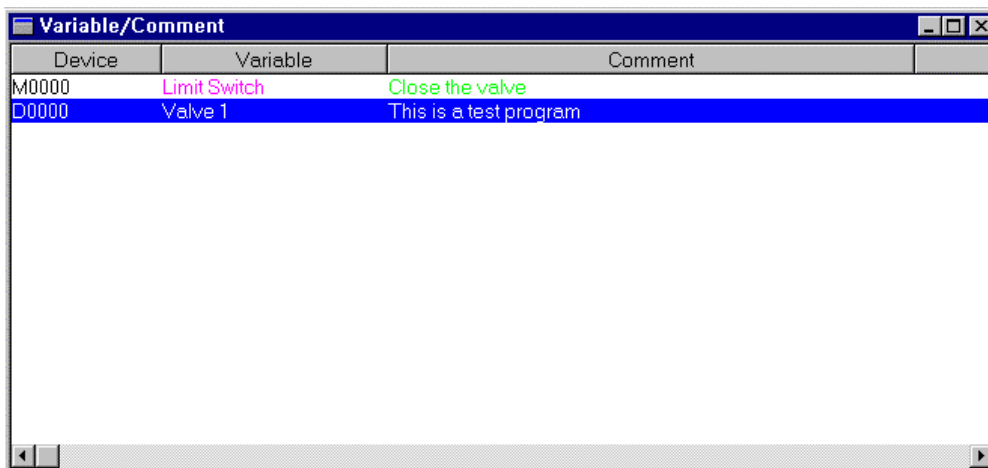 Variable/Comment
Device Variable Comment
M0000 Limit Switch Close the valve
D0000 Valve 1 This is a test program